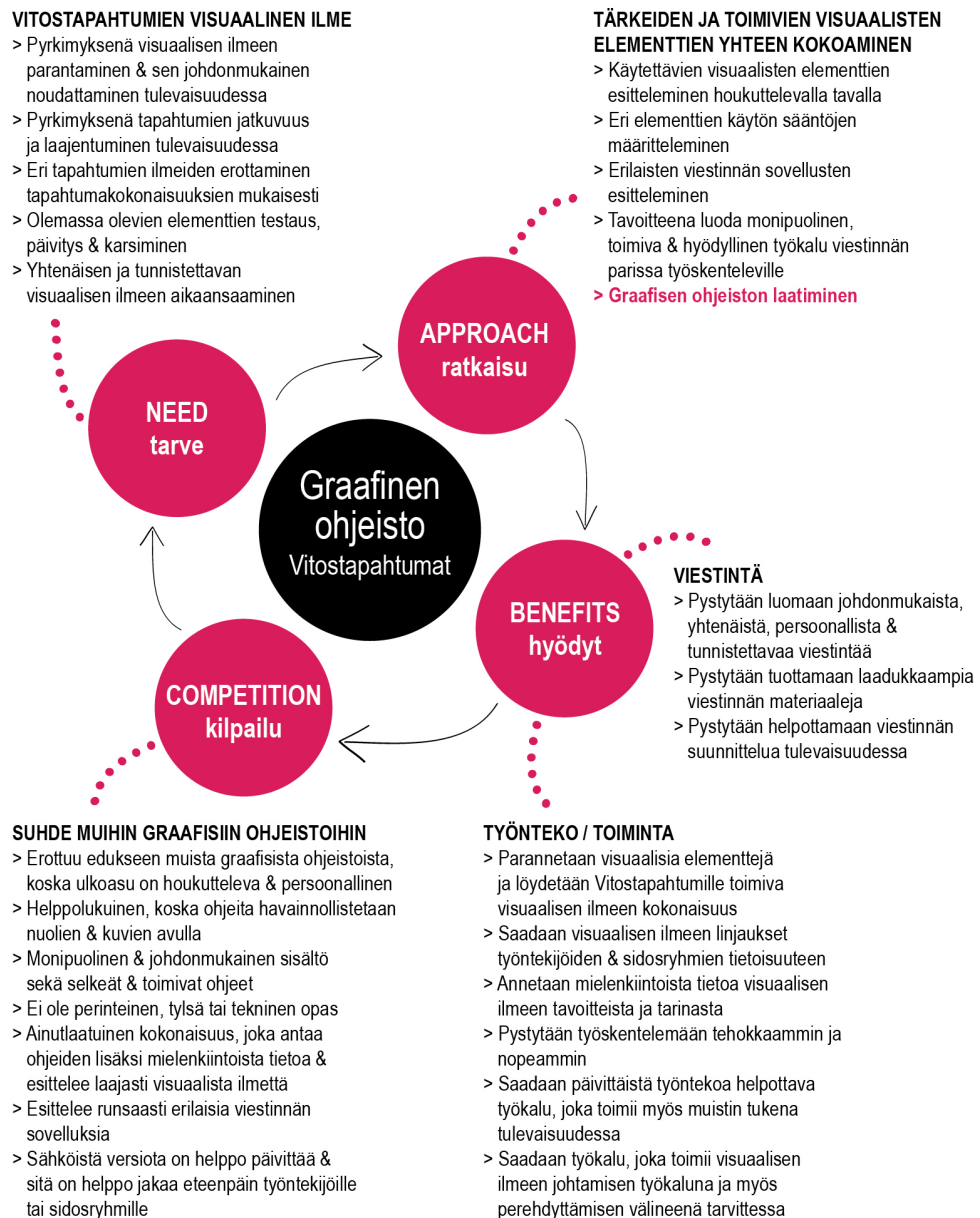 VITOSTAPAHTUMIEN VISUAALINEN ILME
> Pyrkimyksenä visuaalisen ilmeen
parantaminen & sen johdonmukainen
noudattaminen tulevaisuudessa
> Pyrkimyksenä tapahtumien jatkuvuus
ja laajentuminen tulevaisuudessa
> Eri tapahtumien ilmeiden erottaminen
tapahtumakokonaisuuksien mukaisesti
> Olemassa olevien elementtien testaus,
päivitys & karsiminen
> Yhtenäisen ja tunnistettavan
visuaalisen ilmeen aikaansaaminen
TÄRKEIDEN JA TOIMIVIEN VISUAALISTEN
ELEMENTTIEN YHTEEN KOKOAMINEN
> Käytettävien visuaalisten elementtien
esitteleminen houkuttelevalla tavalla
> Eri elementtien käytön sääntöjen
määritteleminen
> Erilaisten viestinnän sovellusten
esitteleminen
> Tavoitteena luoda monipuolinen,
toimiva & hyödyllinen työkalu viestinnän
parissa työskenteleville
> Graafisen ohjeiston laatiminen
APPROACH
ratkaisu
NEED
tarve
Graafinen
ohjeisto
Vitostapahtumat
BENEFITS
hyödyt
COMPETITION
kilpailu
VIESTINTÄ
> Pystytään luomaan johdonmukaista,
yhtenäistä, persoonallista &
tunnistettavaa viestintää
> Pystytään tuottamaan laadukkaampia
viestinnän materiaaleja
> Pystytään helpottamaan viestinnän
suunnittelua tulevaisuudessa
SUHDE MUIHIN GRAAFISIIN OHJEISTOIHIN
> Erottuu edukseen muista graafisista ohjeistoista,
koska ulkoasu on houkutteleva & persoonallinen
> Helppolukuinen, koska ohjeita havainnollistetaan
nuolien & kuvien avulla
> Monipuolinen & johdonmukainen sisältö
sekä selkeät & toimivat ohjeet
> Ei ole perinteinen, tylsä tai tekninen opas
> Ainutlaatuinen kokonaisuus, joka antaa
ohjeiden lisäksi mielenkiintoista tietoa &
esittelee laajasti visuaalista ilmettä
> Esittelee runsaasti erilaisia viestinnän
sovelluksia
> Sähköistä versiota on helppo päivittää &
sitä on helppo jakaa eteenpäin työntekijöille
tai sidosryhmille
TYÖNTEKO / TOIMINTA
> Parannetaan visuaalisia elementtejä
ja löydetään Vitostapahtumille toimiva
visuaalisen ilmeen kokonaisuus
> Saadaan visuaalisen ilmeen linjaukset
työntekijöiden & sidosryhmien tietoisuuteen
> Annetaan mielenkiintoista tietoa visuaalisen
ilmeen tavoitteista ja tarinasta
> Pystytään työskentelemään tehokkaammin ja
nopeammin
> Saadaan päivittäistä työntekoa helpottava
työkalu, joka toimii myös muistin tukena
tulevaisuudessa
> Saadaan työkalu, joka toimii visuaalisen
ilmeen johtamisen työkaluna ja myös
perehdyttämisen välineenä tarvittessa